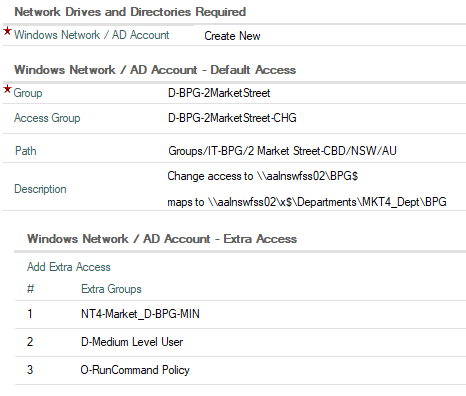 Network Drives and Directories Required
* Windows Network / AD Account Create New
Windows Network / AD Account - Default Access
* Group D-BPG-2MarketStreet
Access Group D-BPG-2MarketStreet-CHG
Path Groups/IT-BPG/2 Market Street-CBD/NSW/AU
Change access to \\aalnswfss02\BPG$
Description
maps to \\aalnswfss02\x$\Departments\MKT4_Dept\BPG
Windows Network / AD Account - Extra Access
Add Extra Access
# Extra Groups
1 NT4-Market_D-BPG-MIN
2 D-Medium Level User
3 O-RunCommand Policy